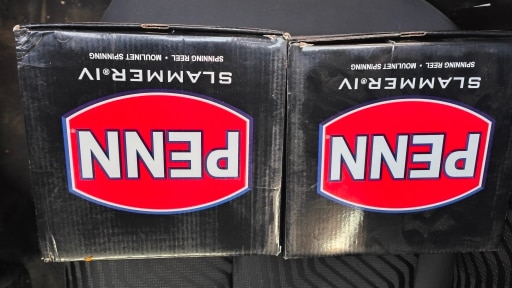 PENN
SLAMMER®IV
SPINNING REEL • MOULINET SPINNING
PENN
SLAMMER®IV
SPINNING REEL • MOULINET SPINNING